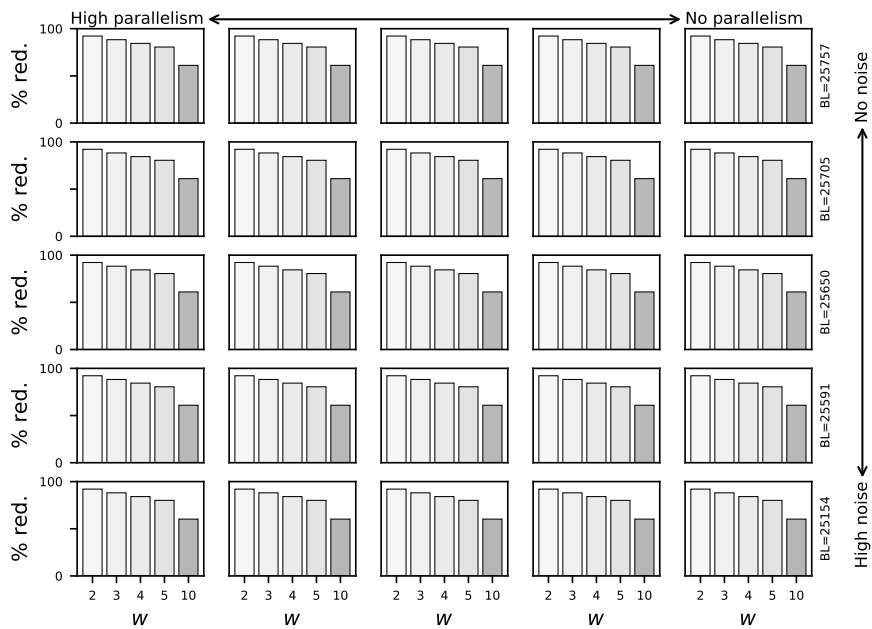 High parallelism No parallelism
% red. 100 0 BL=25757 No noise
% red. 100 0 BL=25705
% red. 100 0 BL=25650
% red. 100 0 BL=25591
% red. 100 0 BL=25154 High noise
2 3 4 5 10 2 3 4 5 10 2 3 4 5 10 2 3 4 5 10 2 3 4 5 10
w w w w w